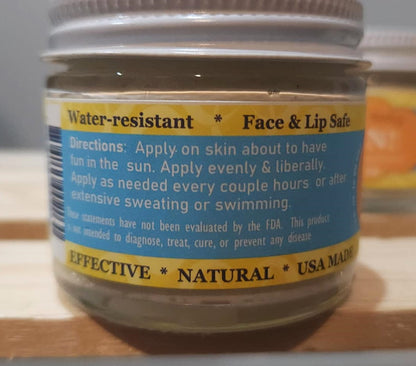 Water-resistant * Face & Lip Safe
Directions: Apply on skin about to have
fun in the sun. Apply evenly & liberally.
Apply as needed every couple hours or after
extensive sweating or swimming.
These statements have not been evaluated by the FDA. This product
is not intended to diagnose, treat, cure, or prevent any disease
EFFECTIVE * NATURAL * USA MADE